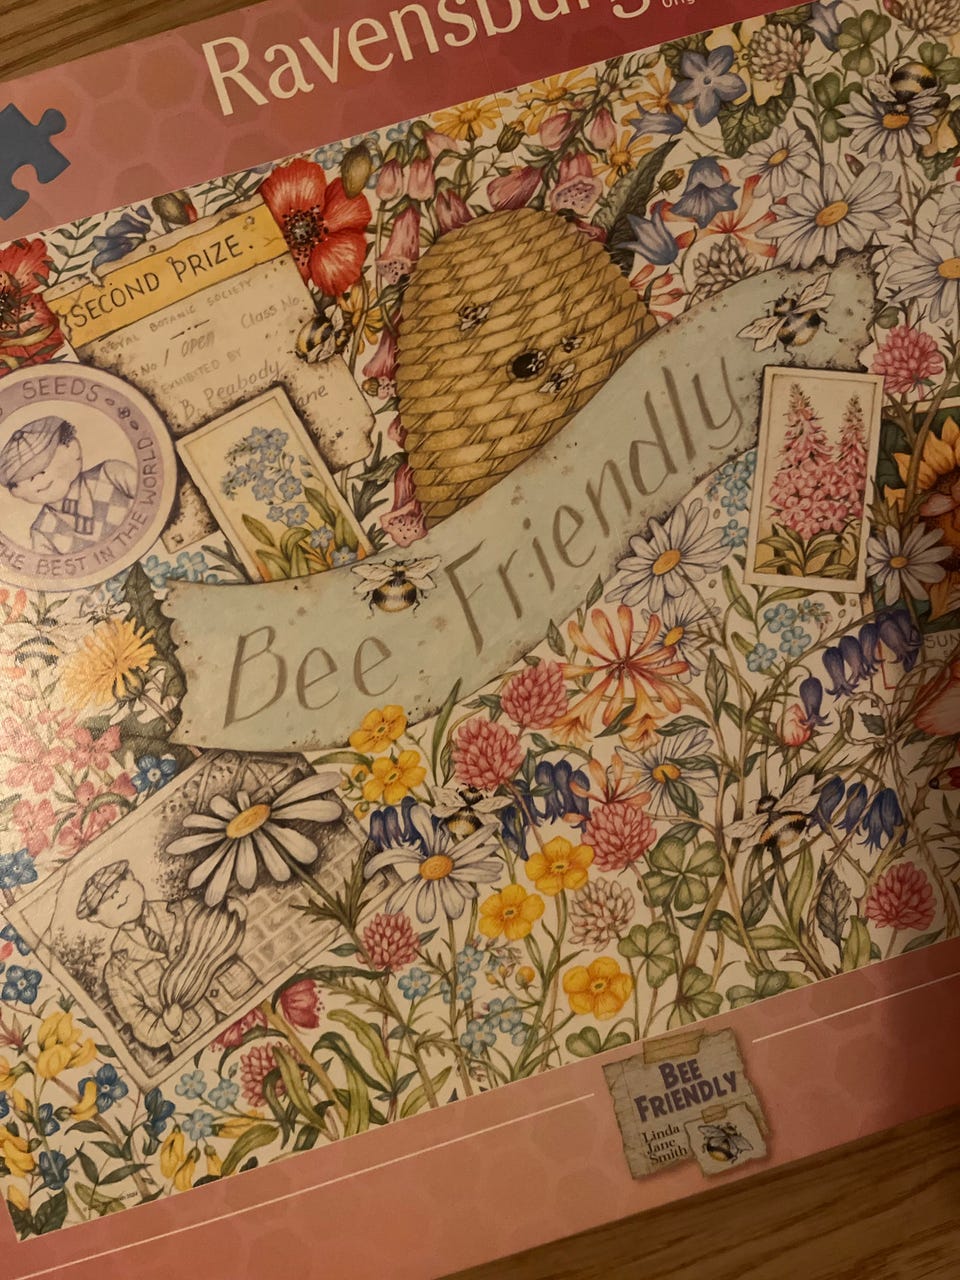 Ravensburg
SECOND PRIZE.
ROYAL BOTANIC SOCIETY
Class No.
No / Open
EXHIBITED BY
B. Peabody
SEEDS
THE BEST IN THE WORLD
Bee Friendly
SUN
BEE
FRIENDLY
Linda
Jane
Smith